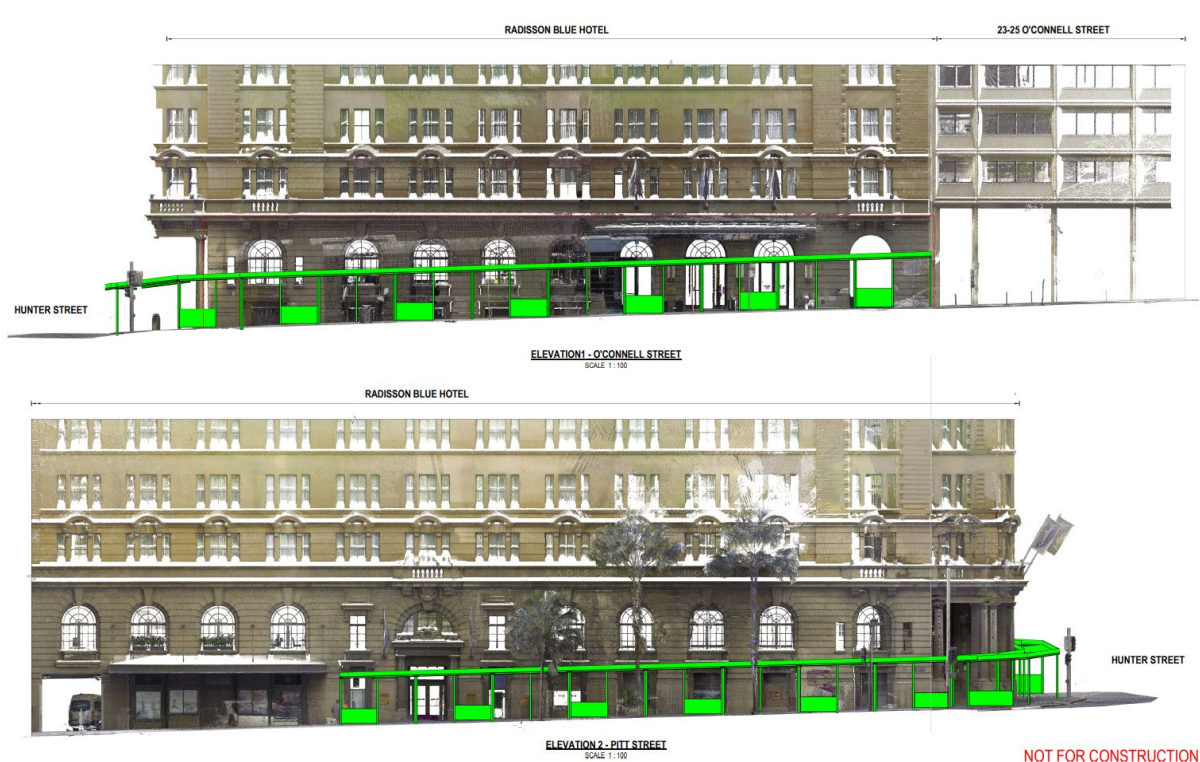 RADISSON BLUE HOTEL
23-25 O'CONNELL STREET
HUNTER STREET
ELEVATION1 - O'CONNELL STREET
SCALE 1 : 100
RADISSON BLUE HOTEL
HUNTER STREET
ELEVATION 2 - PITT STREET
SCALE 1 : 100
NOT FOR CONSTRUCTION